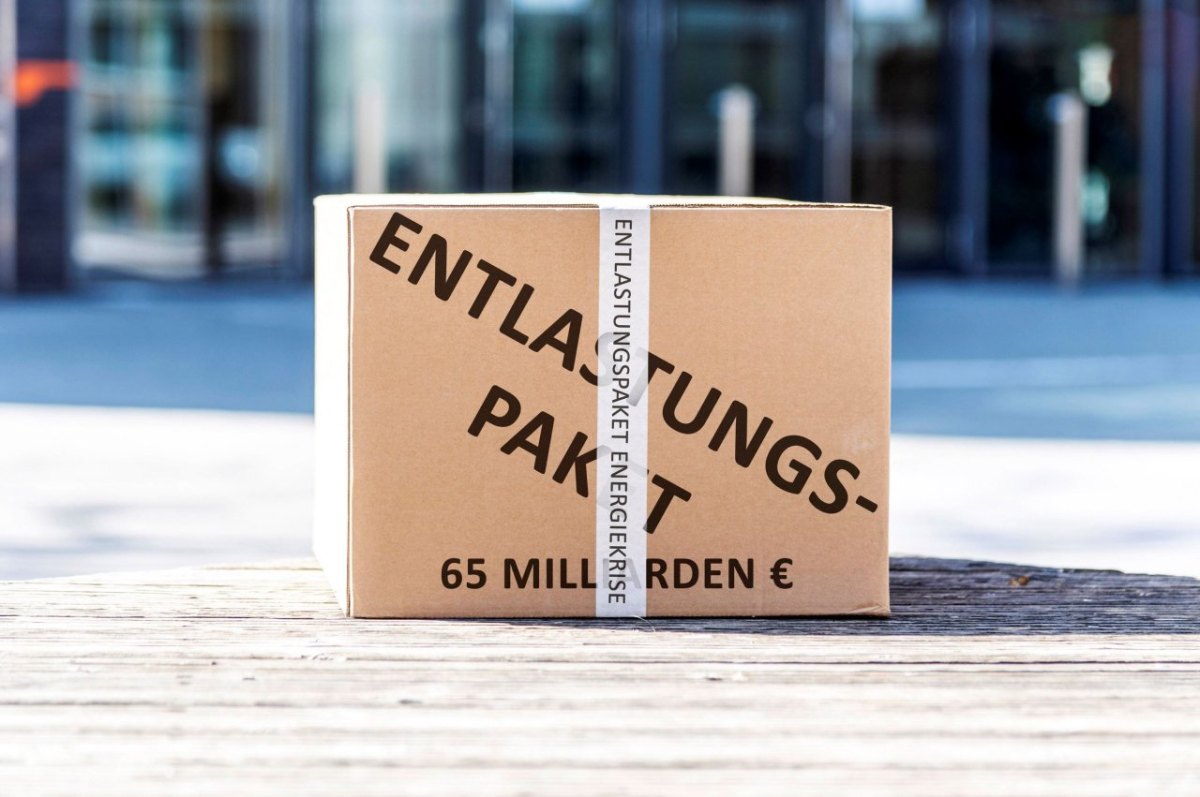 ENTLASTUNGS-
PAKET
65 MILLIARDEN €
ENTLASTUNGSPAKET ENERGIEKRISE